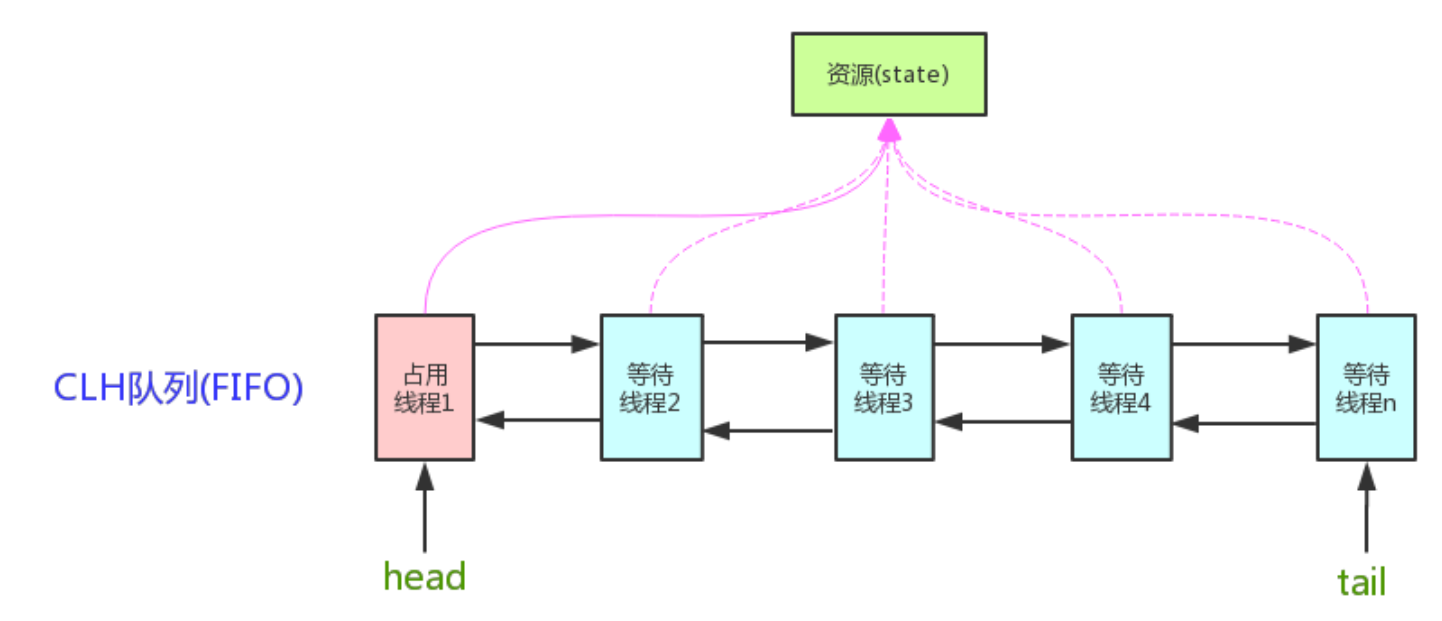 资源(state)
CLH队列(FIFO)
占用
线程1
等待
线程2
等待
线程3
等待
线程4
等待
线程n
head
tail